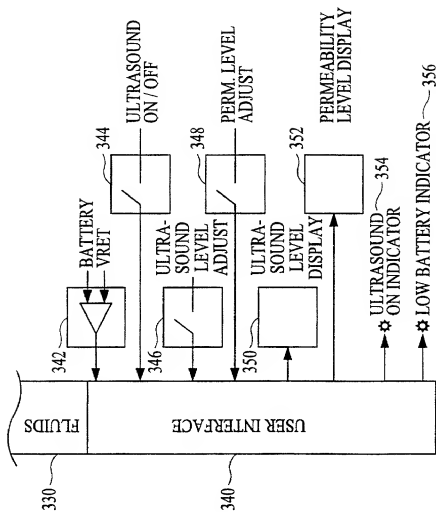 FLUIDS
330
USER INTERFACE
340
342
BATTERY
VRET
344
ULTRASOUND
ON / OFF
346
ULTRA-
SOUND
LEVEL
ADJUST
348
PERM. LEVEL
ADJUST
350
ULTRA-
SOUND
LEVEL
DISPLAY
352
PERMEABILITY
LEVEL DISPLAY
ULTRASOUND 354
ON INDICATOR
LOW BATTERY INDICATOR 356